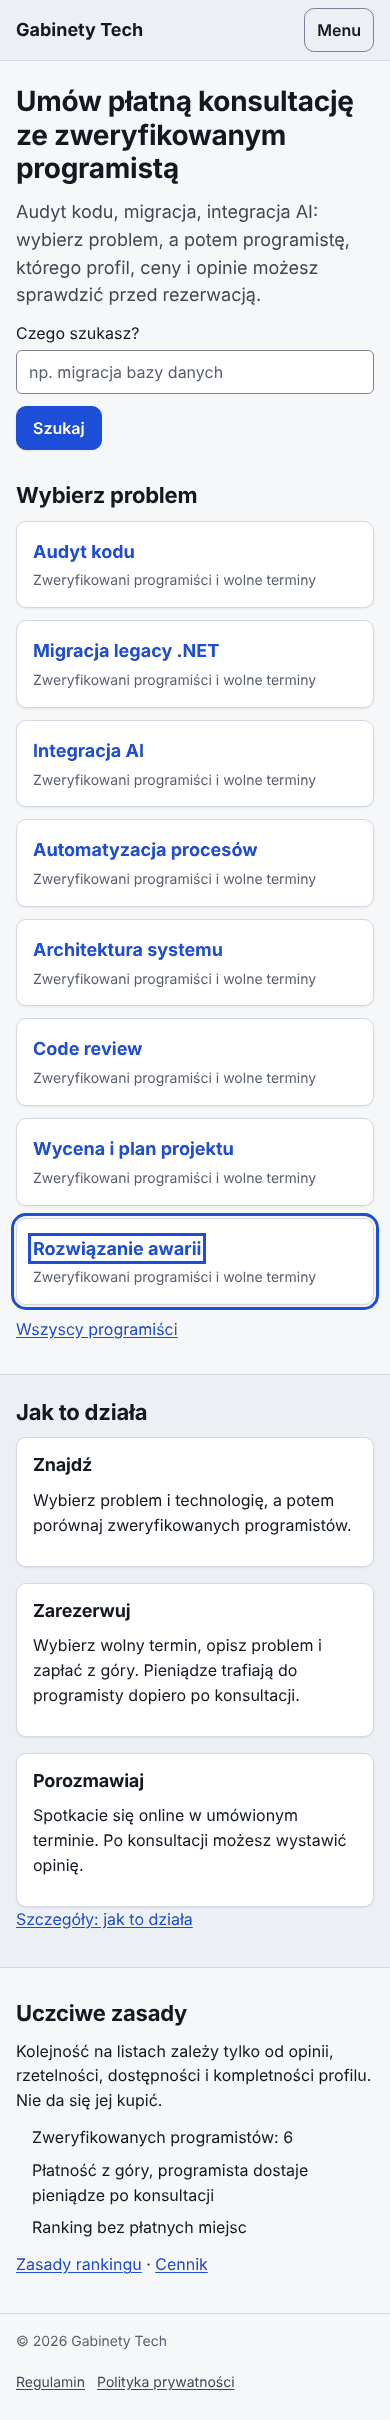 Gabinety Tech
Menu
Umów płatną konsultację
ze zweryfikowanym
programistą
Audyt kodu, migracja, integracja AI:
wybierz problem, a potem programistę,
którego profil, ceny i opinie możesz
sprawdzić przed rezerwacją.
Czego szukasz?
np. migracja bazy danych
Szukaj
Wybierz problem
Audyt kodu
Zweryfikowani programiści i wolne terminy
Migracja legacy .NET
Zweryfikowani programiści i wolne terminy
Integracja AI
Zweryfikowani programiści i wolne terminy
Automatyzacja procesów
Zweryfikowani programiści i wolne terminy
Architektura systemu
Zweryfikowani programiści i wolne terminy
Code review
Zweryfikowani programiści i wolne terminy
Wycena i plan projektu
Zweryfikowani programiści i wolne terminy
Rozwiązanie awarii
Zweryfikowani programiści i wolne terminy
Wszyscy programiści
Jak to działa
Znajdź
Wybierz problem i technologię, a potem
porównaj zweryfikowanych programistów.
Zarezerwuj
Wybierz wolny termin, opisz problem i
zapłać z góry. Pieniądze trafiają do
programisty dopiero po konsultacji.
Porozmawiaj
Spotkacie się online w umówionym
terminie. Po konsultacji możesz wystawić
opinię.
Szczegóły: jak to działa
Uczciwe zasady
Kolejność na listach zależy tylko od opinii,
rzetelności, dostępności i kompletności profilu.
Nie da się jej kupić.
Zweryfikowanych programistów: 6
Płatność z góry, programista dostaje
pieniądze po konsultacji
Ranking bez płatnych miejsc
Zasady rankingu · Cennik
© 2026 Gabinety Tech
Regulamin Polityka prywatności